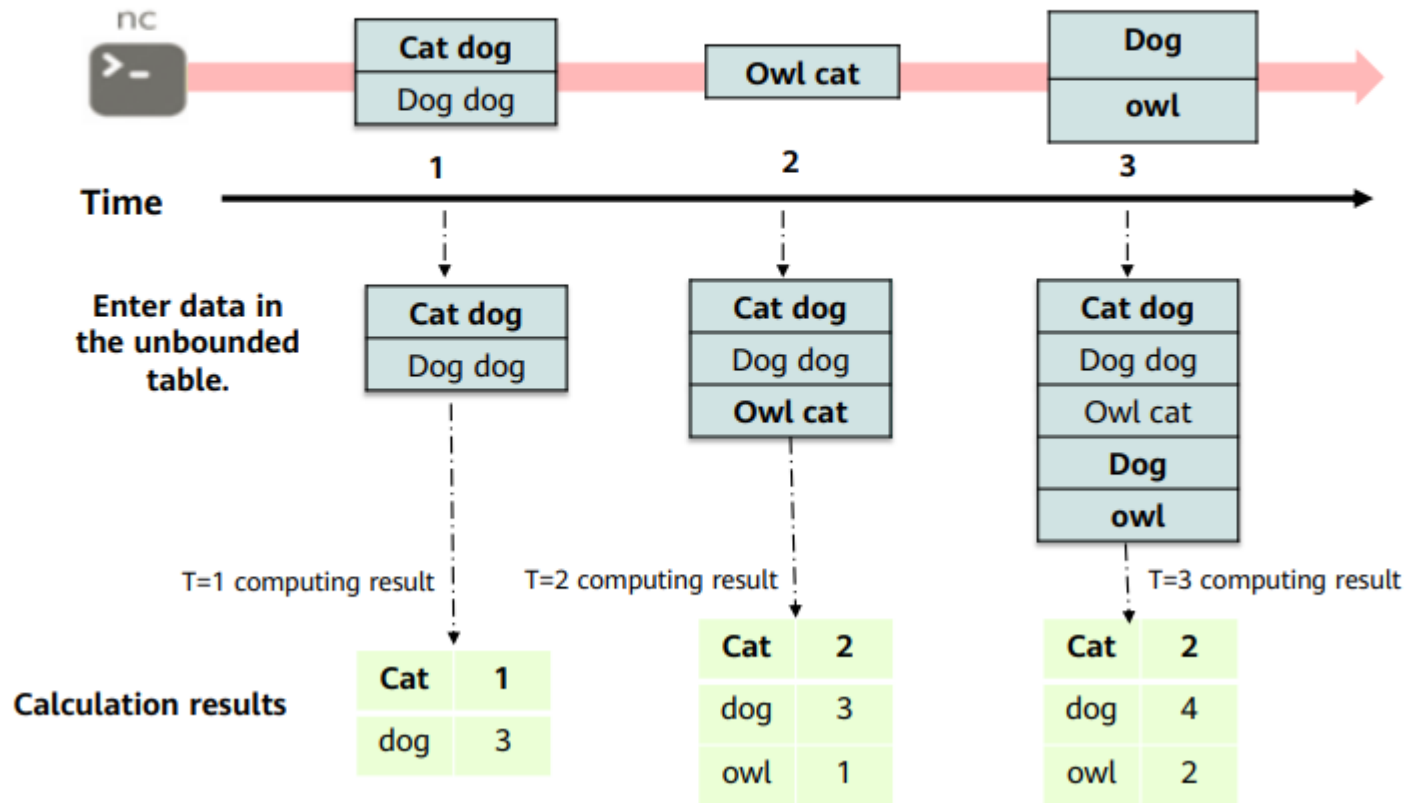 nc
>_
Cat dog
Dog dog
Owl cat
Dog
owl
1
2
3
Time
Enter data in
the unbounded
table.
Cat dog
Dog dog
Cat dog
Dog dog
Owl cat
Cat dog
Dog dog
Owl cat
Dog
owl
T=1 computing result
T=2 computing result
T=3 computing result
Calculation results
Cat 1
dog 3
Cat 2
dog 3
owl 1
Cat 2
dog 4
owl 2